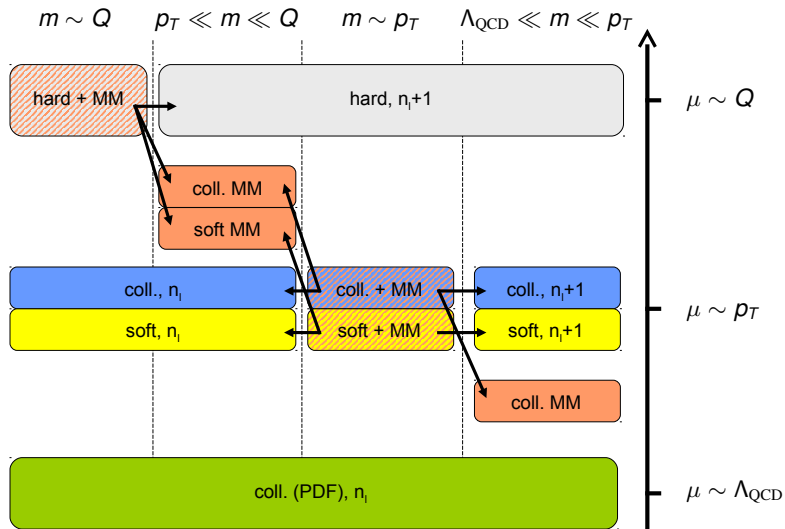 m ∼ Q p_T ≪ m ≪ Q m ∼ p_T Λ_QCD ≪ m ≪ p_T
hard + MM hard, n_l+1 μ ∼ Q
coll. MM
soft MM
coll., n_l coll. + MM coll., n_l+1
μ ∼ p_T
soft, n_l soft + MM soft, n_l+1
coll. MM
coll. (PDF), n_l μ ∼ Λ_QCD